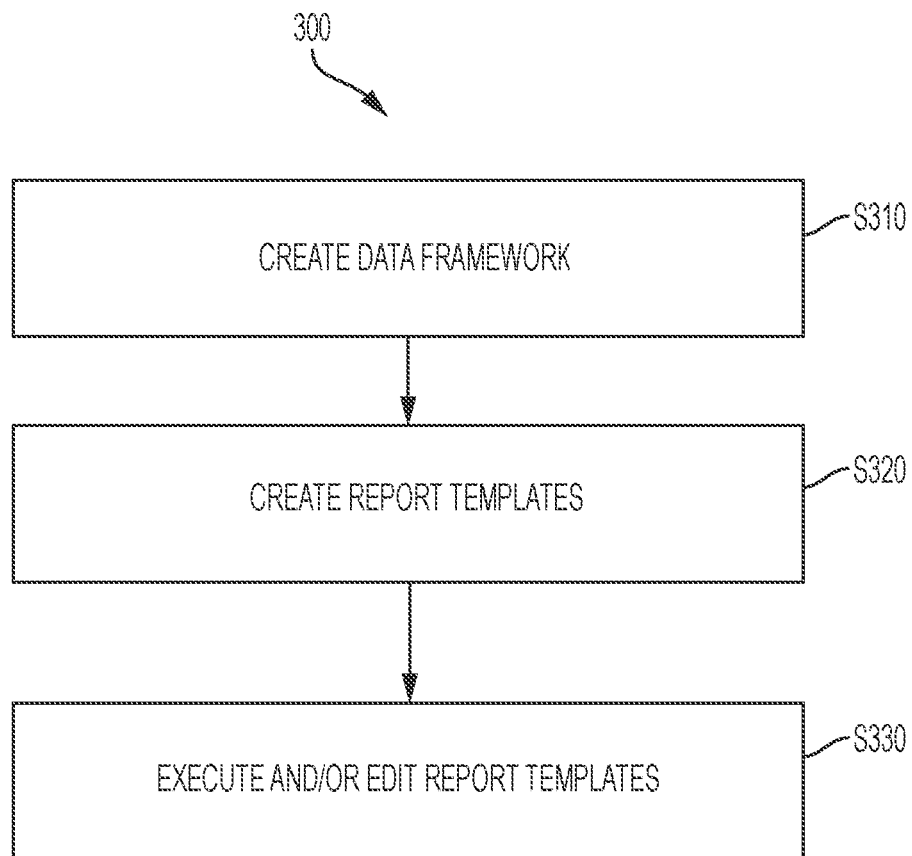 300
CREATE DATA FRAMEWORK
S310
CREATE REPORT TEMPLATES
S320
EXECUTE AND/OR EDIT REPORT TEMPLATES
S330